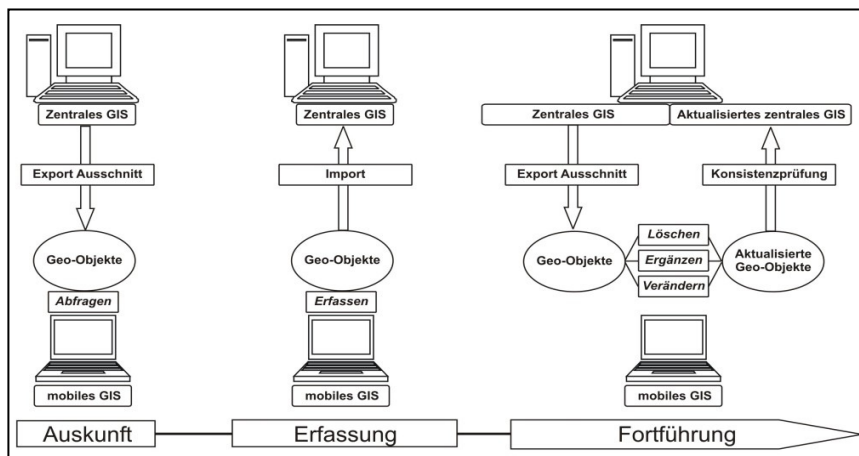 Zentrales GIS
Export Ausschnitt
Geo-Objekte
Abfragen
mobiles GIS
Auskunft
Zentrales GIS
Import
Geo-Objekte
Erfassen
mobiles GIS
Erfassung
Zentrales GIS
Aktualisiertes zentrales GIS
Export Ausschnitt
Konsistenzprüfung
Geo-Objekte
Löschen
Ergänzen
Verändern
Aktualisierte
Geo-Objekte
mobiles GIS
Fortführung